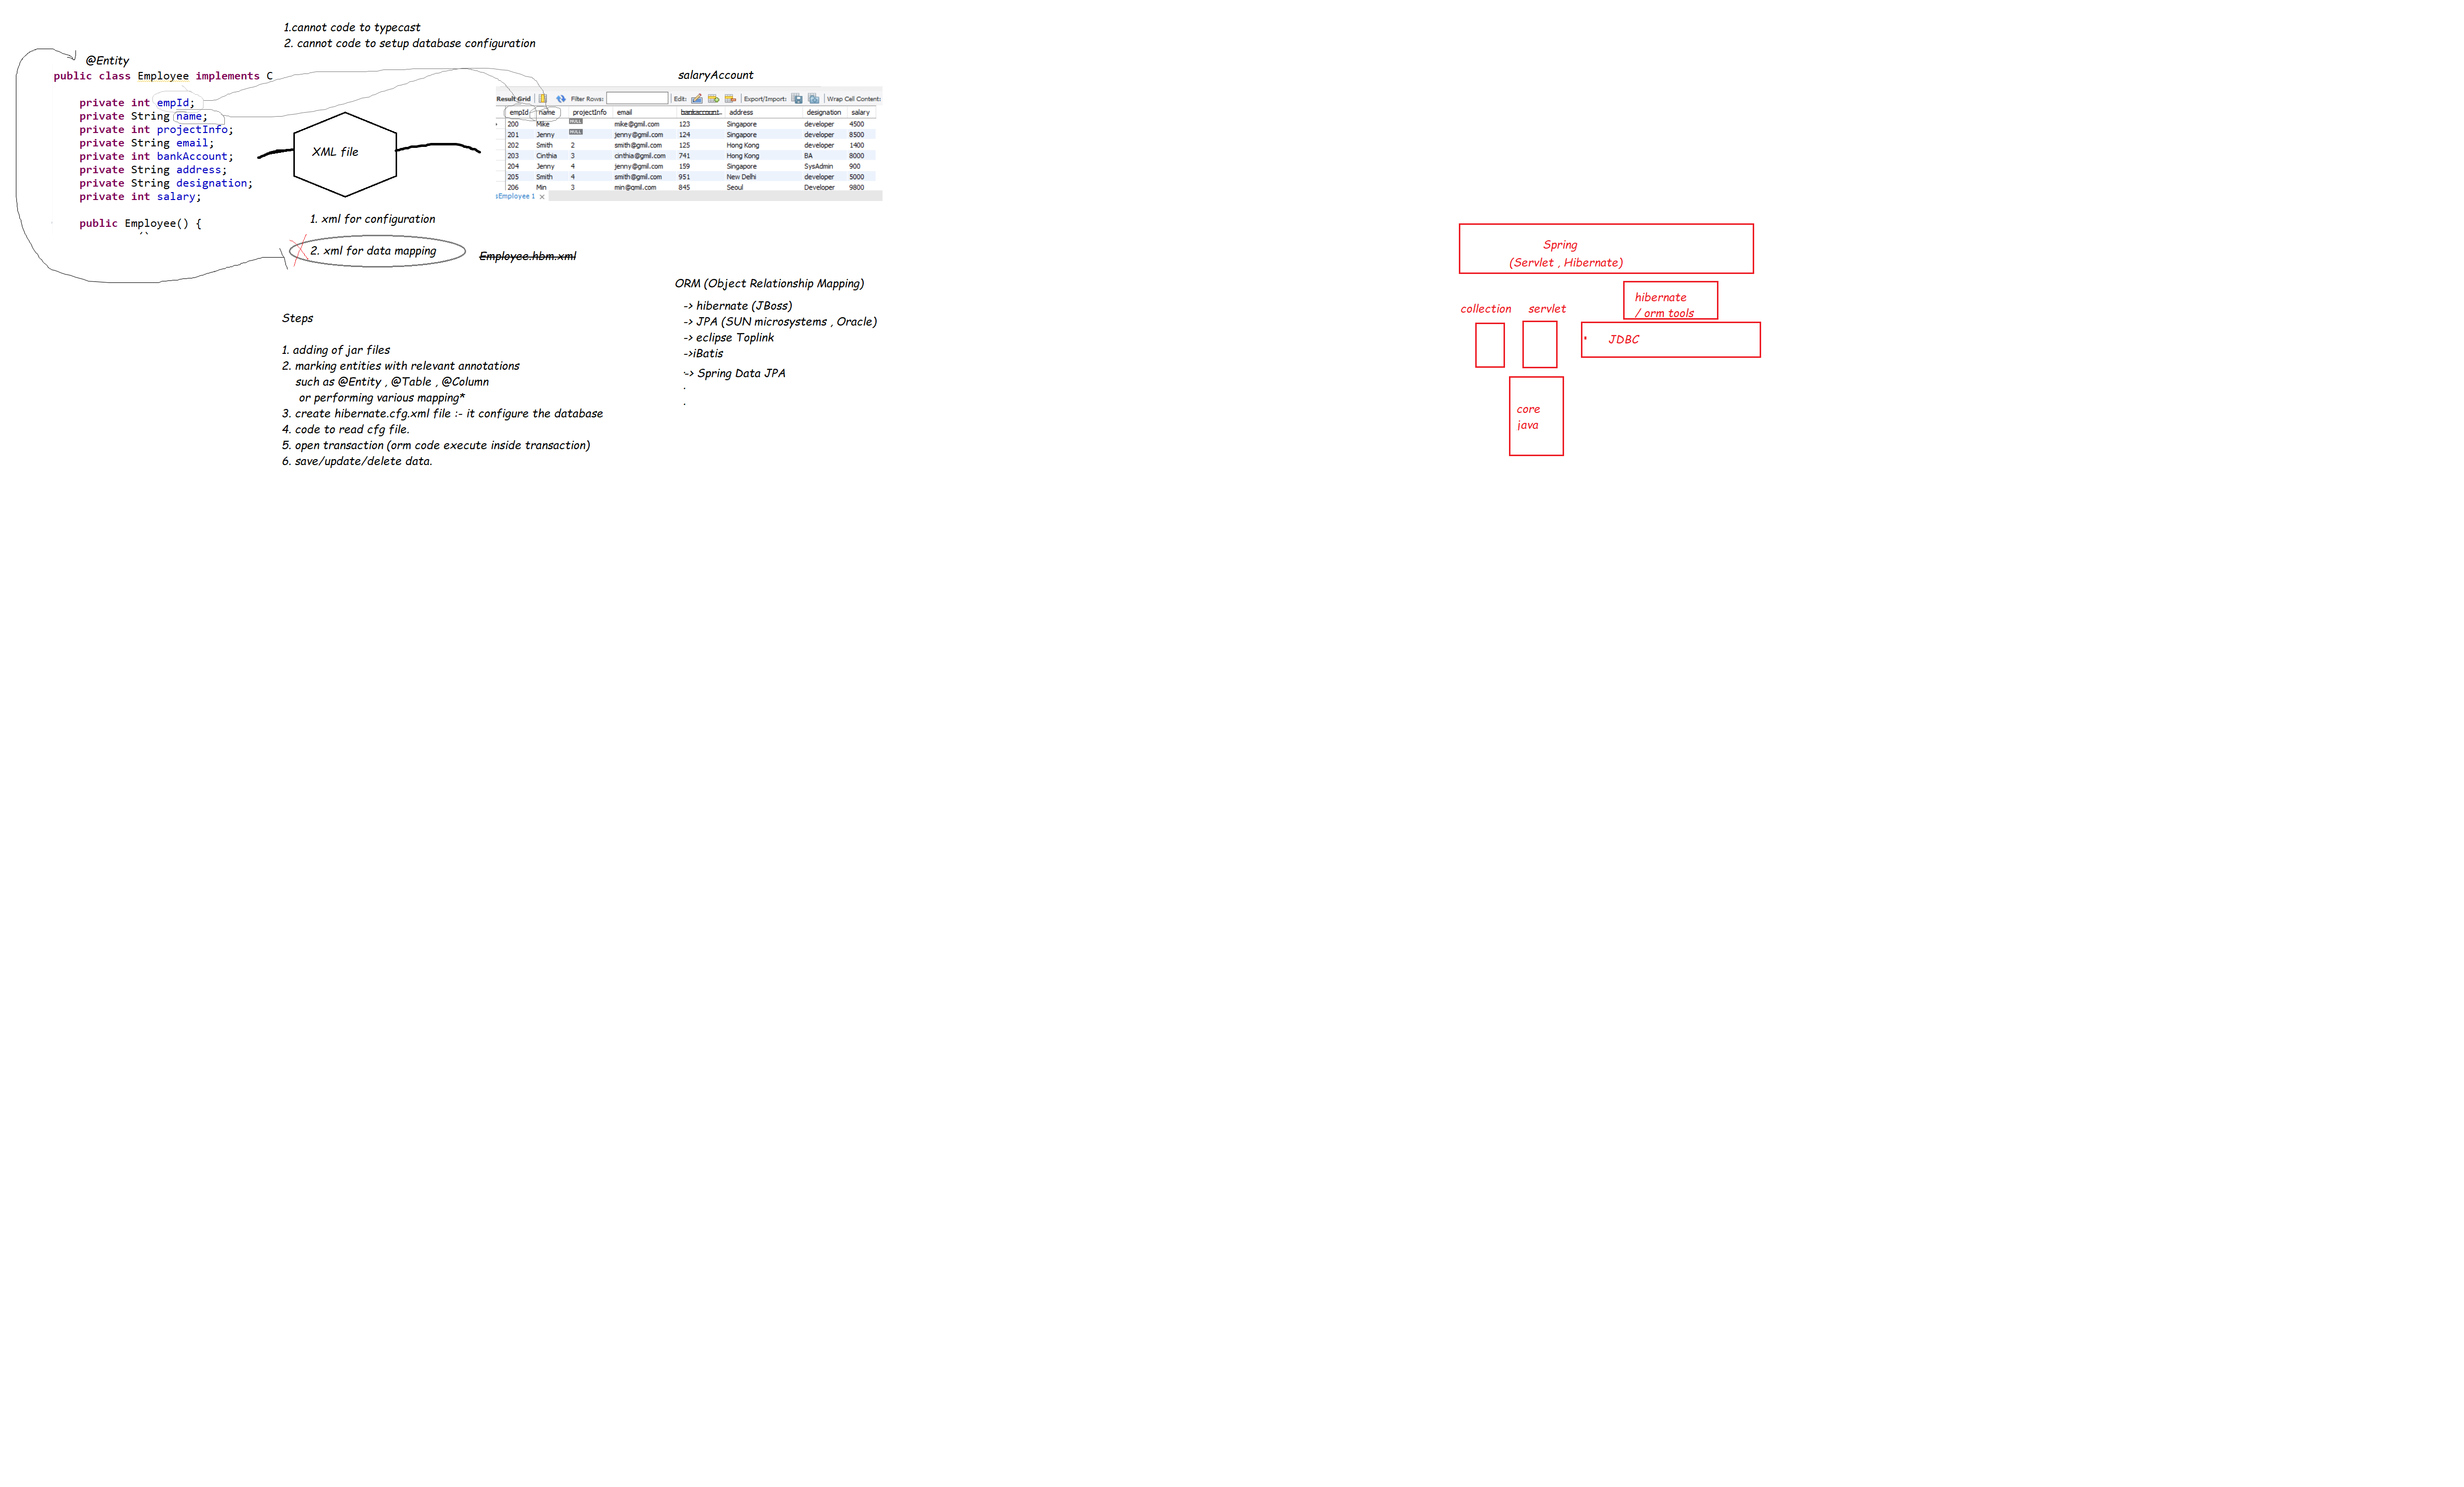 1.cannot code to typecast
2. cannot code to setup database configuration
@Entity
public class Employee implements C
private int empId;
private String name;
private int projectInfo;
private String email;
private int bankAccount;
private String address;
private String designation;
private int salary;
public Employee() {
XML file
salaryAccount
Result Grid Filter Rows: Edit: Export/Import: Wrap Cell Content:
empId name projectInfo email bankaccount address designation salary
200 Mike NULL mike@gmil.com 123 Singapore developer 4500
201 Jenny NULL jenny@gmil.com 124 Singapore developer 8500
202 Smith 2 smith@gmil.com 125 Hong Kong developer 1400
203 Cinthia 3 cinthia@gmil.com 741 Hong Kong BA 8000
204 Jenny 4 jenny@gmil.com 159 Singapore SysAdmin 900
205 Smith 4 smith@gmil.com 951 New Delhi developer 5000
206 Min 3 min@gmil.com 845 Seoul Developer 9800
sEmployee 1
1. xml for configuration
2. xml for data mapping
Employee.hbm.xml
ORM (Object Relationship Mapping)
-> hibernate (JBoss)
-> JPA (SUN microsystems , Oracle)
-> eclipse Toplink
->iBatis
-> Spring Data JPA
.
.
Steps
1. adding of jar files
2. marking entities with relevant annotations
such as @Entity , @Table , @Column
or performing various mapping*
3. create hibernate.cfg.xml file :- it configure the database
4. code to read cfg file.
5. open transaction (orm code execute inside transaction)
6. save/update/delete data.
Spring
(Servlet , Hibernate)
hibernate
/ orm tools
collection servlet
* JDBC
core
java